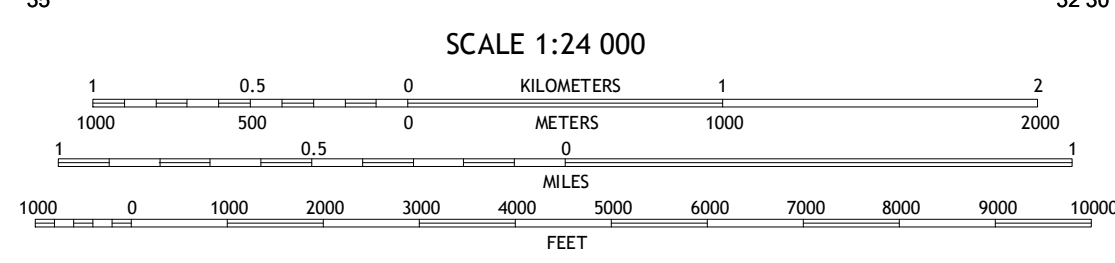 35 52'30
SCALE 1:24 000
1 0.5 0 KILOMETERS 1 2
1000 500 0 METERS 1000 2000
1 0.5 0 1
MILES
1000 0 1000 2000 3000 4000 5000 6000 7000 8000 9000 10000
FEET